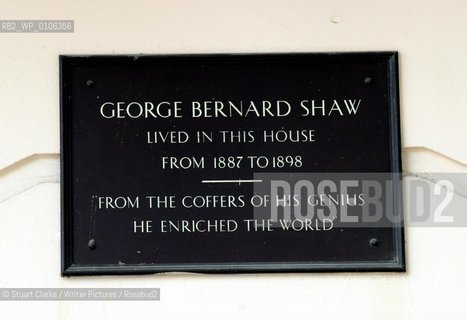 RB2_WP_0106356
GEORGE BERNARD SHAW
LIVED IN THIS HOUSE
FROM 1887 TO 1898
"FROM THE COFFERS OF HIS GENIUS
HE ENRICHED THE WORLD"
ROSEBUD2
© Stuart Clarke / Writer Pictures / Rosebud2